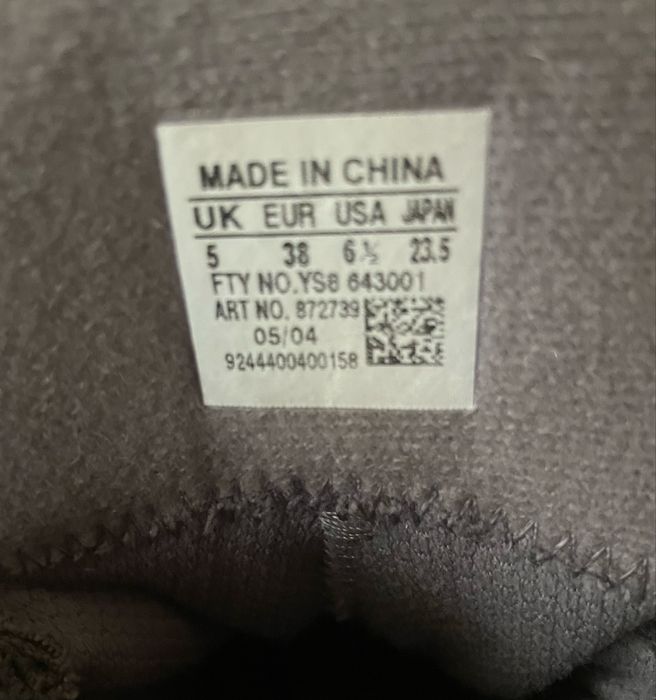 MADE IN CHINA
UK EUR USA JAPAN
5 38 6½ 23.5
FTY NO.YS8 643001
ART NO. 872739
05/04
9244400400158